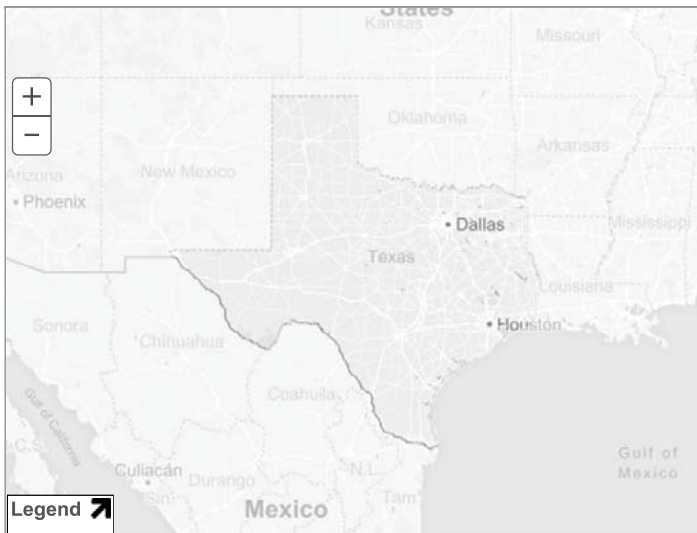 States
Kansas
Missouri
+
−
Oklahoma
Arkansas
Arizona
New Mexico
Phoenix
Dallas
Mississippi
Texas
Louisiana
Houston
Sonora
Chihuahua
Coahuila
Gulf of California
B.C.S.
Gulf of
Mexico
Culiacán
N.L.
Durango
Sin.
Tam.
Mexico
Legend